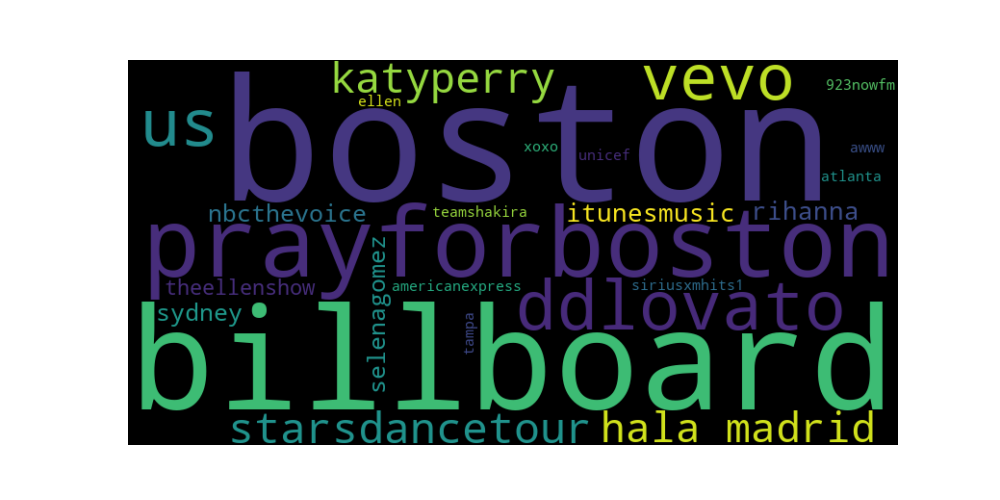 katyperry
vevo
923nowfm
ellen
us
boston
xoxo
unicef
awww
atlanta
nbcthevoice
teamshakira
itunesmusic
rihanna
prayforboston
selenagomez
theellenshow
americanexpress
siriusxmhits1
ddlovato
sydney
tampa
billboard
starsdancetour
hala madrid